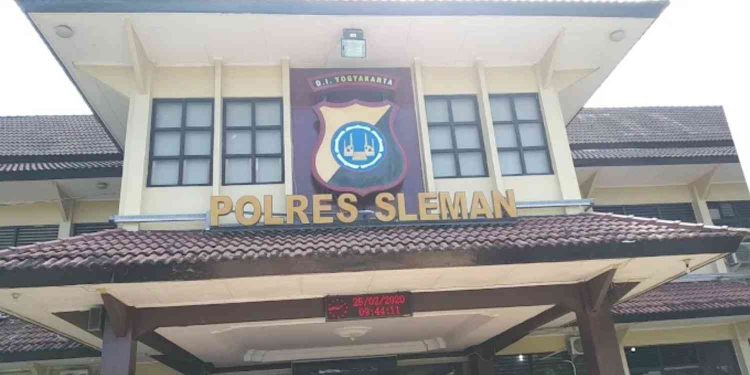 D.I. YOGYAKARTA
POLRES SLEMAN
26/02/2020
09:44:11